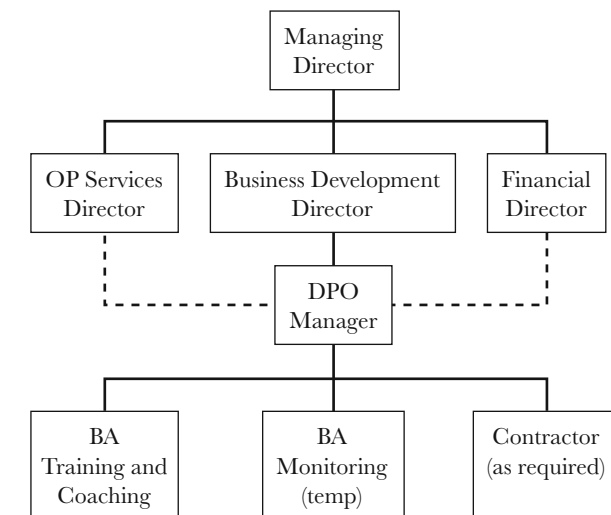 Managing
Director
OP Services
Director
Business Development
Director
Financial
Director
DPO
Manager
BA
Training and
Coaching
BA
Monitoring
(temp)
Contractor
(as required)